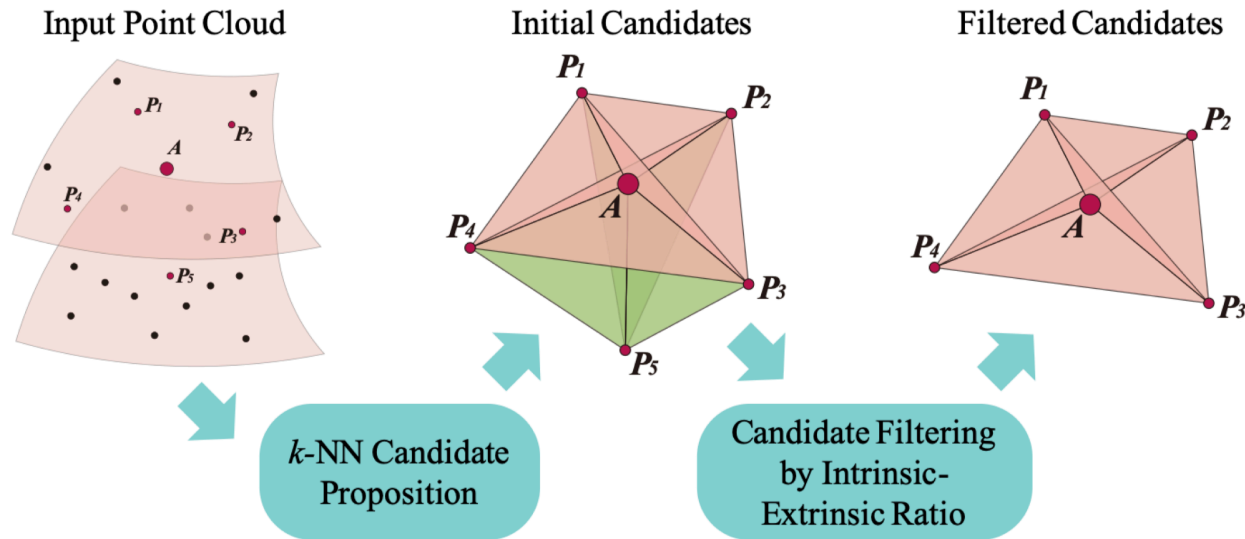 Input Point Cloud
Initial Candidates
Filtered Candidates
P1
P2
A
P4
P3
P5
P1
P2
A
P4
P3
P5
P1
P2
A
P4
P3
k-NN Candidate
Proposition
Candidate Filtering
by Intrinsic-
Extrinsic Ratio